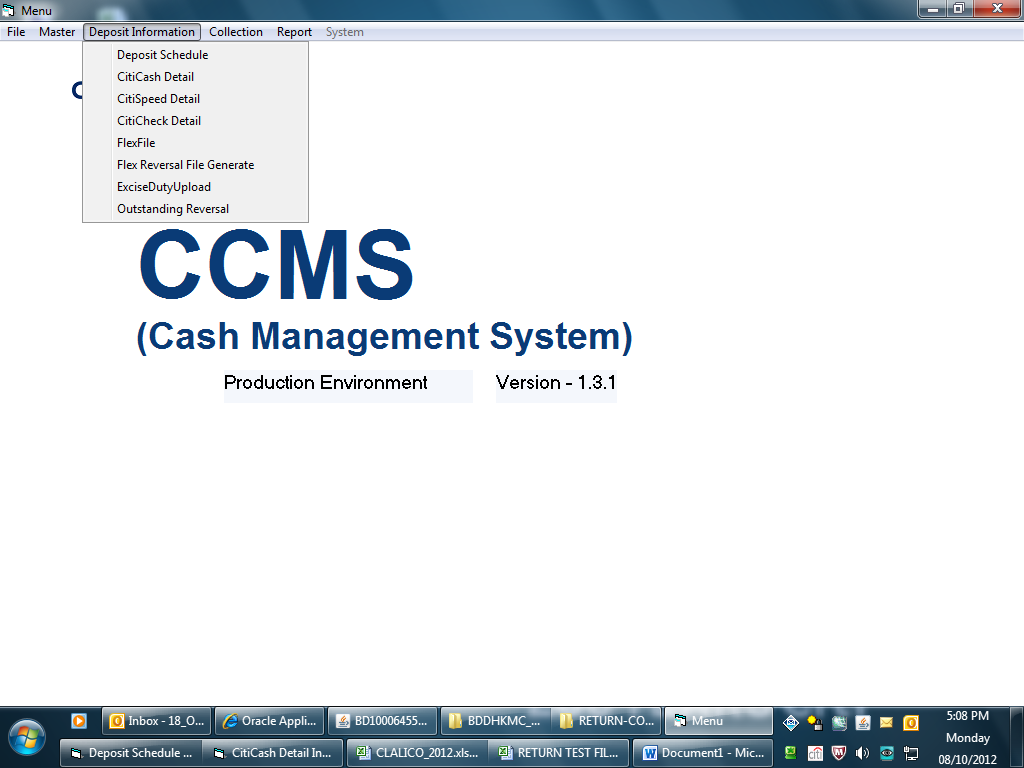 Menu
File Master Deposit Information Collection Report System
Deposit Schedule
CitiCash Detail
CitiSpeed Detail
CitiCheck Detail
FlexFile
Flex Reversal File Generate
ExciseDutyUpload
Outstanding Reversal
CCMS
(Cash Management System)
Production Environment Version - 1.3.1
Inbox - 18_O... Oracle Appli... BD10006455... BDDHKMC_... RETURN-CO... Menu
5:08 PM
Monday
Deposit Schedule ... CitiCash Detail In... CLALICO_2012.xls... RETURN TEST FIL... Document1 - Mic...
08/10/2012